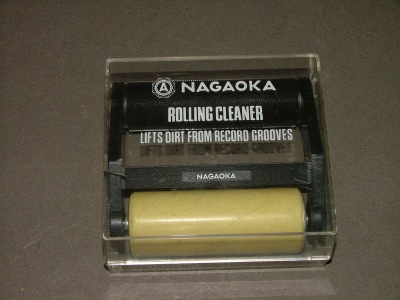 A NAGAOKA
ROLLING CLEANER
LIFTS DIRT FROM RECORD GROOVES
NAGAOKA